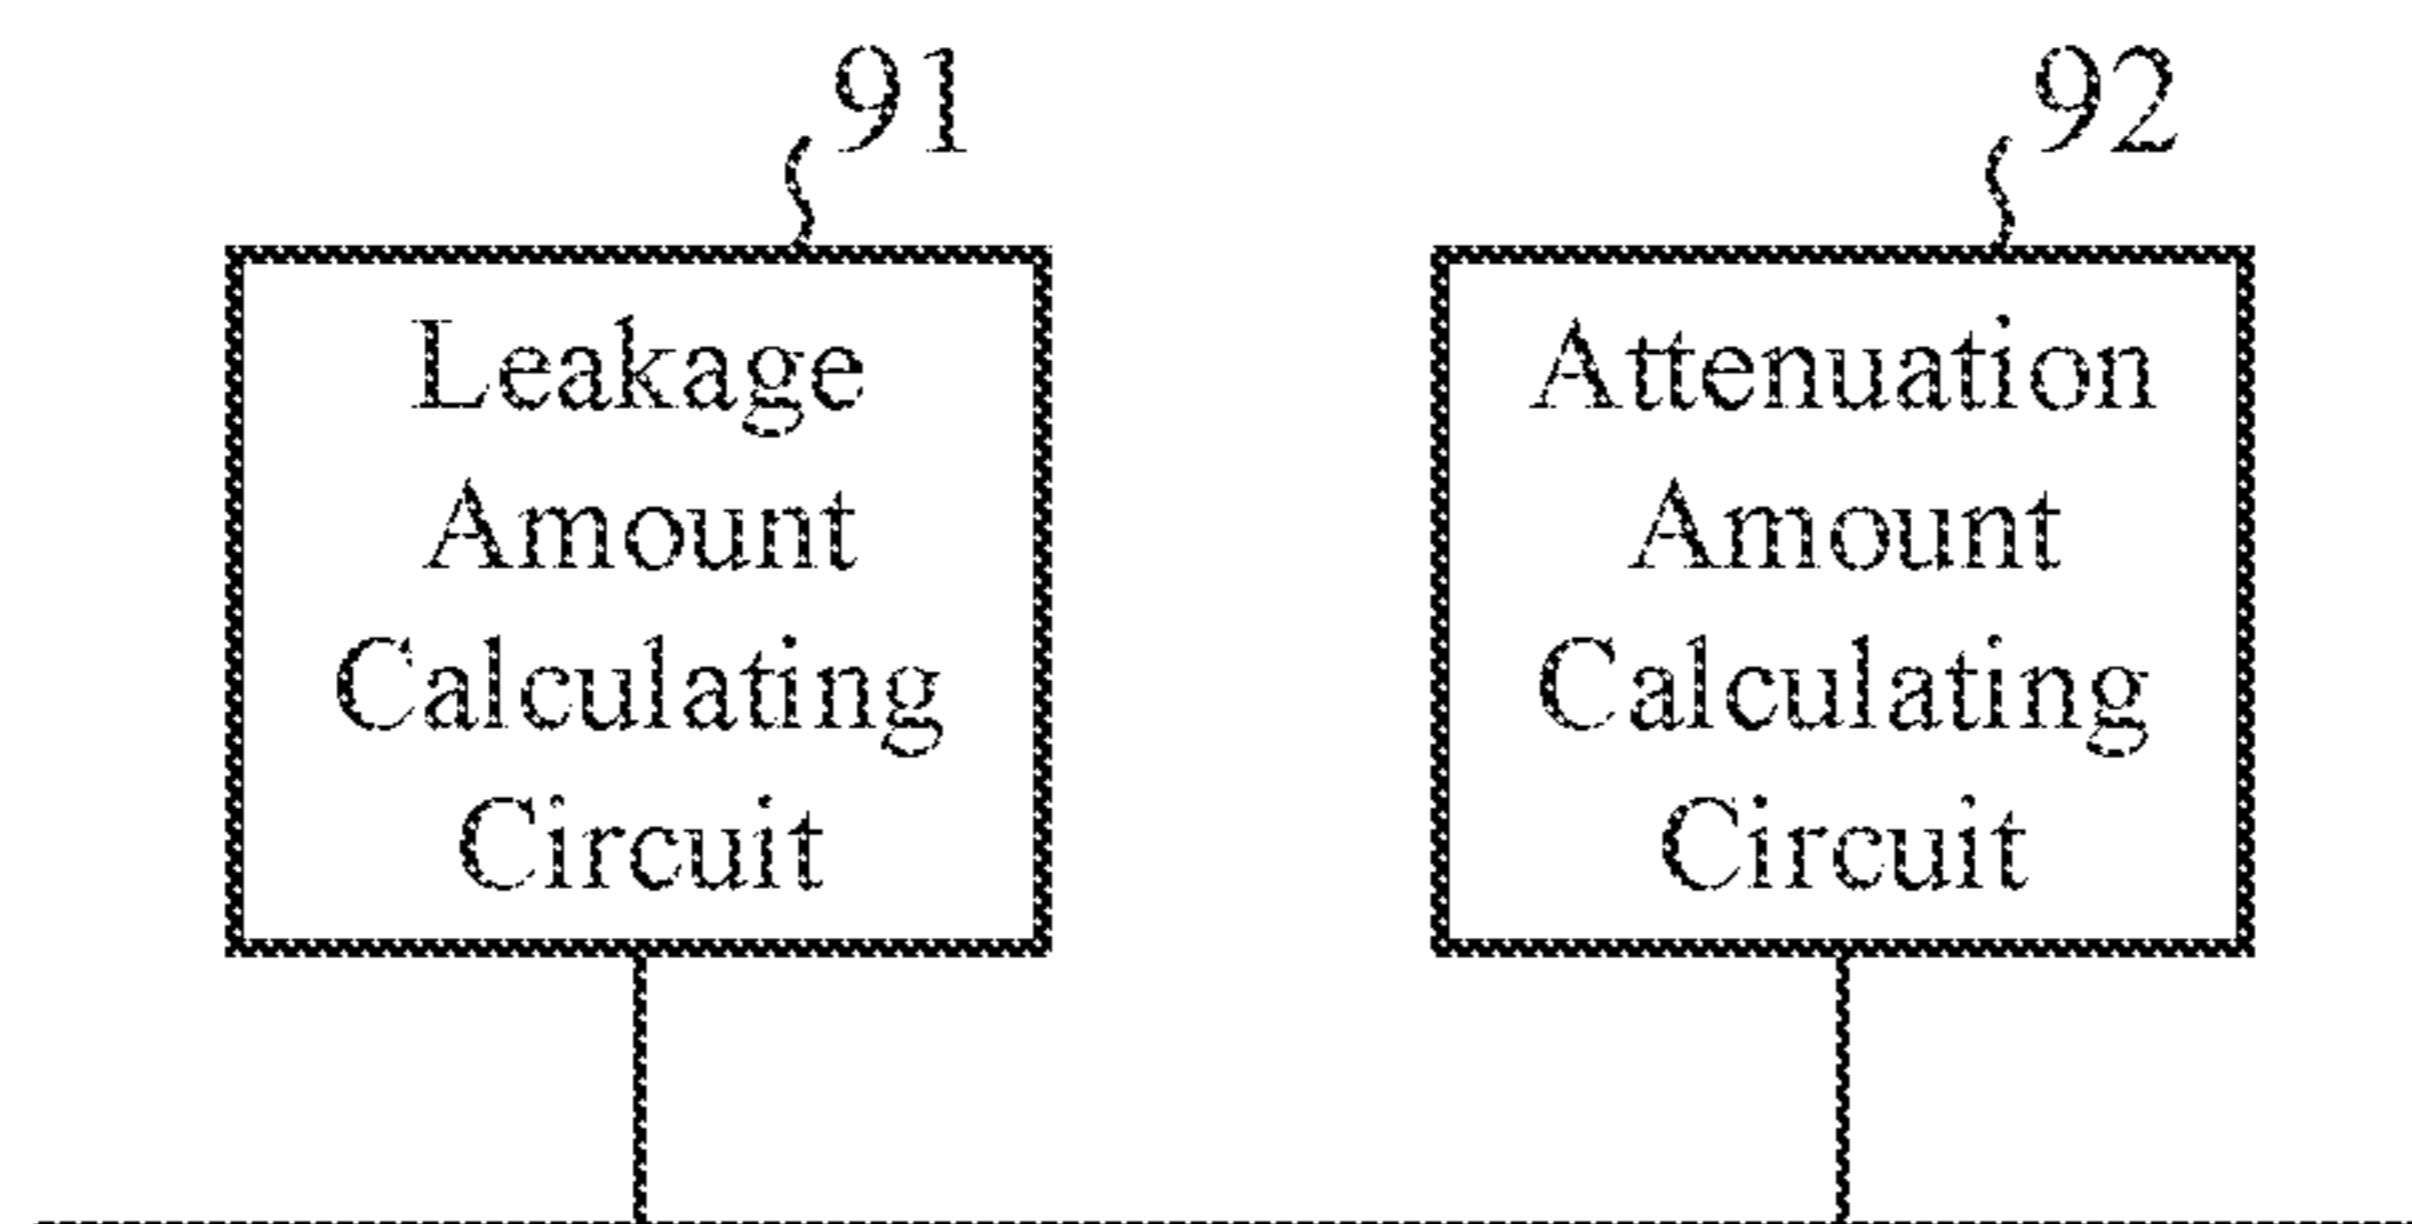 91
Leakage
Amount
Calculating
Circuit
92
Attenuation
Amount
Calculating
Circuit